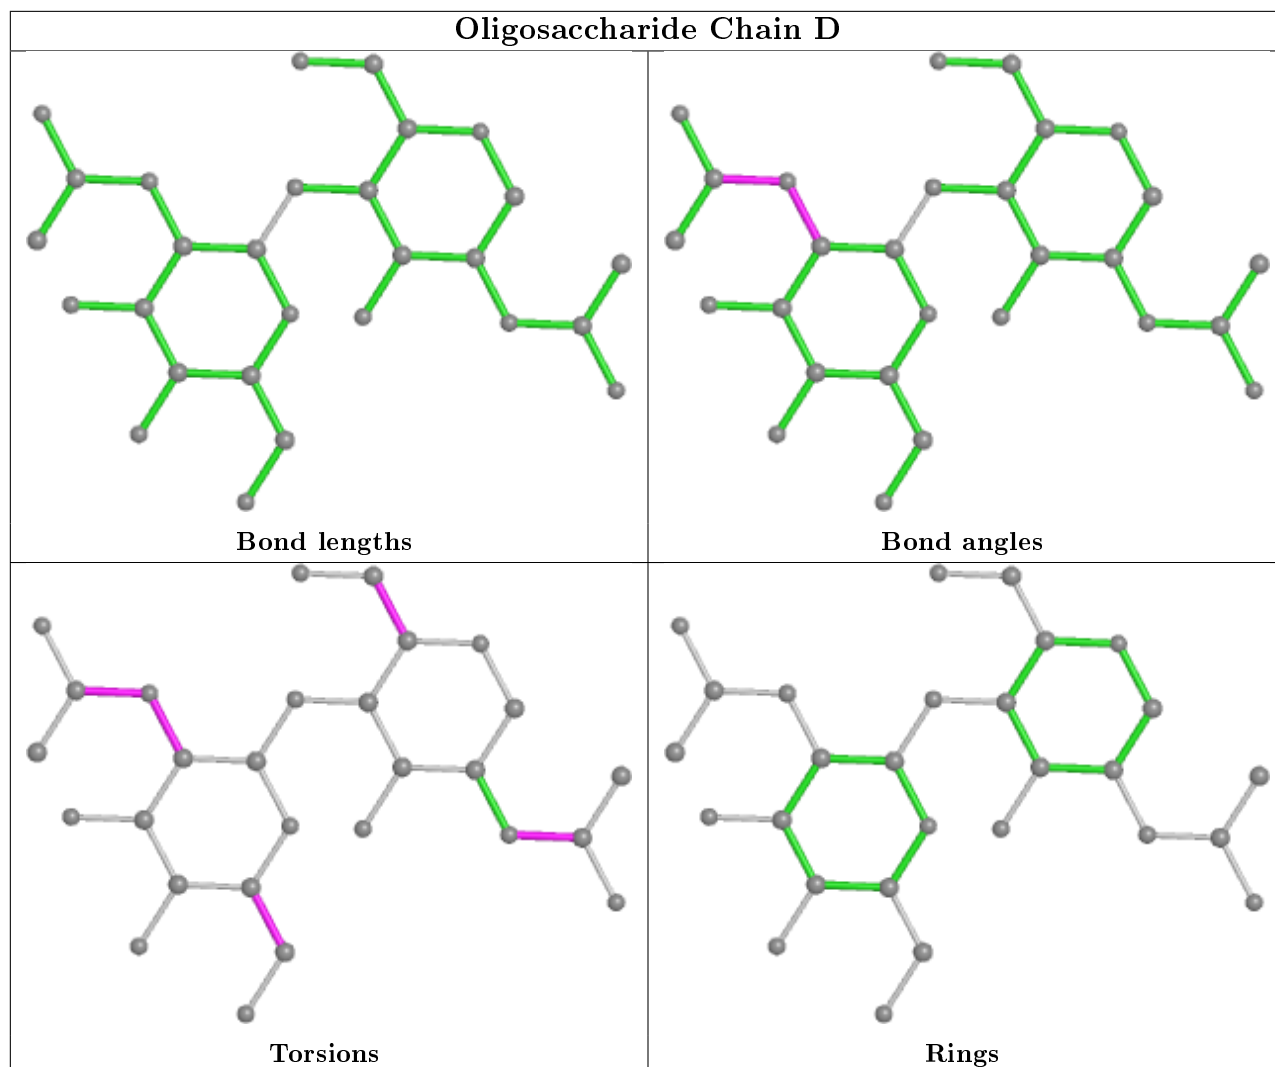 Oligosaccharide Chain D
Bond lengths
Bond angles
Torsions
Rings